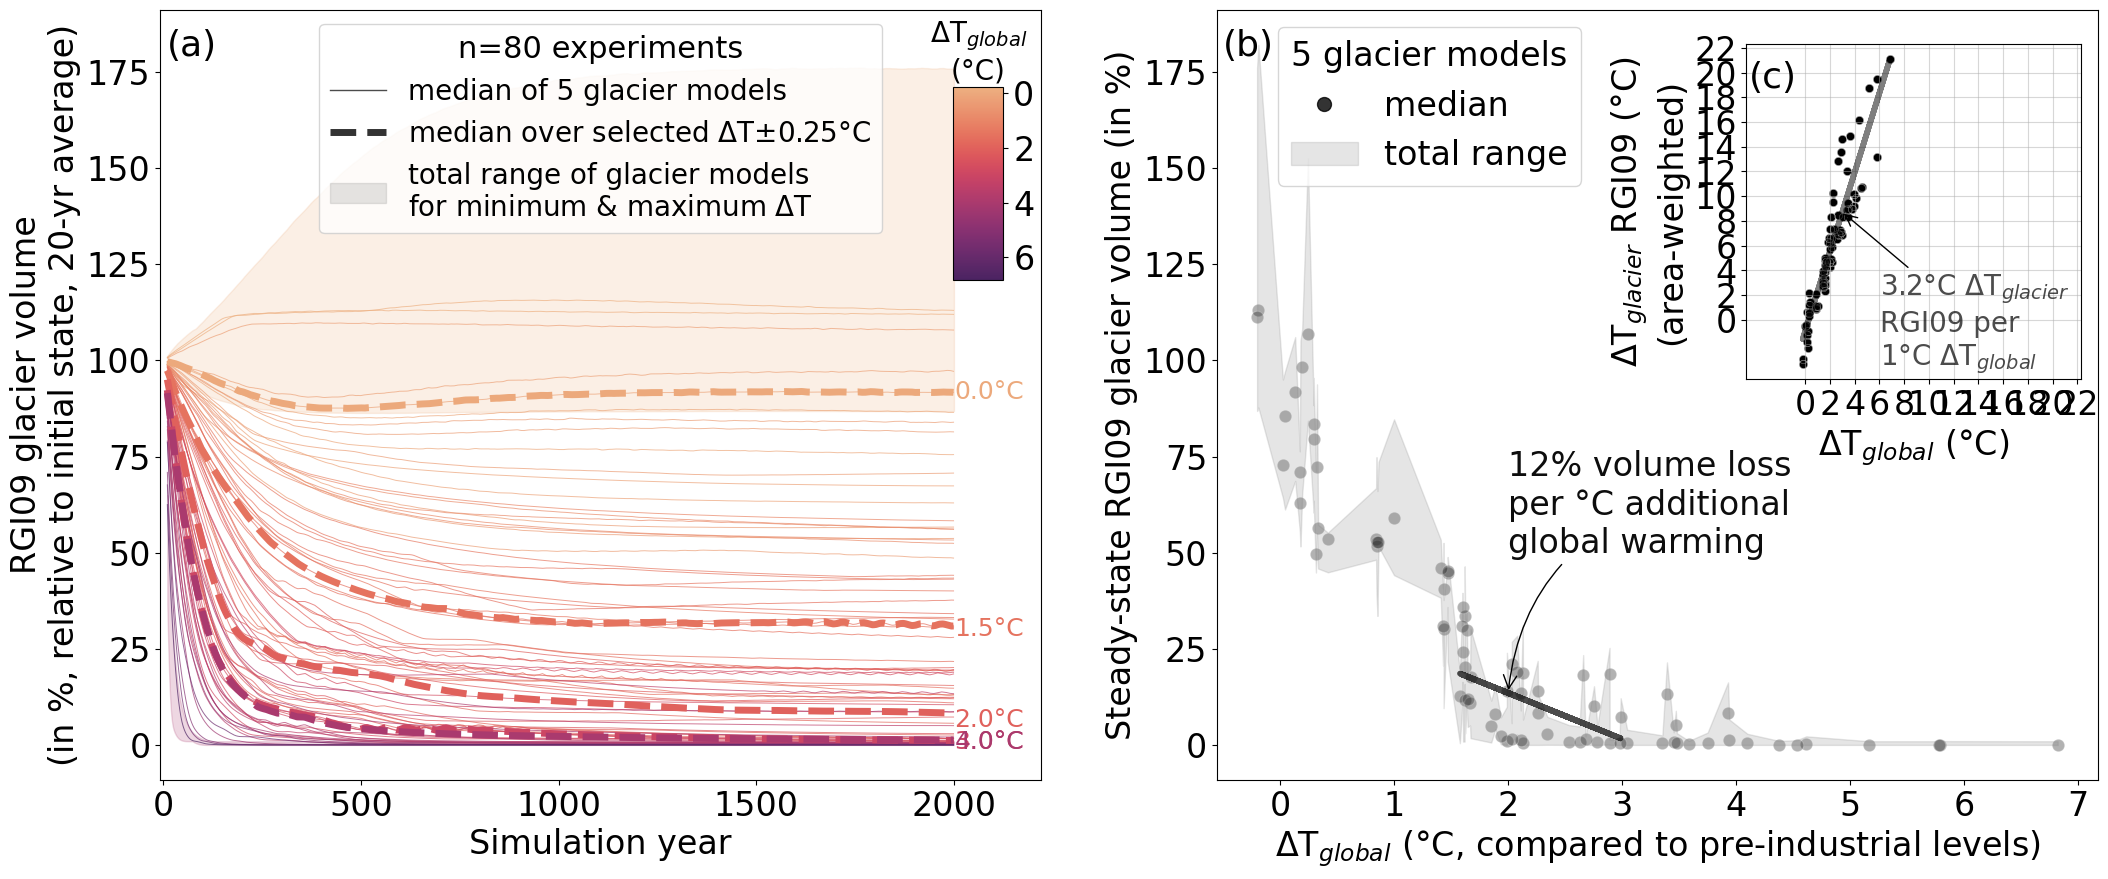 (a)
n=80 experiments
median of 5 glacier models
median over selected ΔT±0.25°C
total range of glacier models
for minimum & maximum ΔT
ΔT_global
(°C)
0
2
4
6
RGI09 glacier volume
(in %, relative to initial state, 20-yr average)
175
125
100
75
50
25
0
0.0°C
1.5°C
2.0°C
4.0°C
0
500
1000
1500
2000
Simulation year
(b)
5 glacier models
median
total range
Steady-state RGI09 glacier volume (in %)
175
150
125
100
75
50
25
0
12% volume loss
per °C additional
global warming
0
1
2
3
4
5
6
7
ΔT_global (°C, compared to pre-industrial levels)
(c)
ΔT_glacier RGI09 (°C)
(area-weighted)
22
20
18
16
14
12
10
8
6
4
2
0
3.2°C ΔT_glacier
RGI09 per
1°C ΔT_global
0
2
4
6
8
10
12
14
16
18
20
22
ΔT_global (°C)